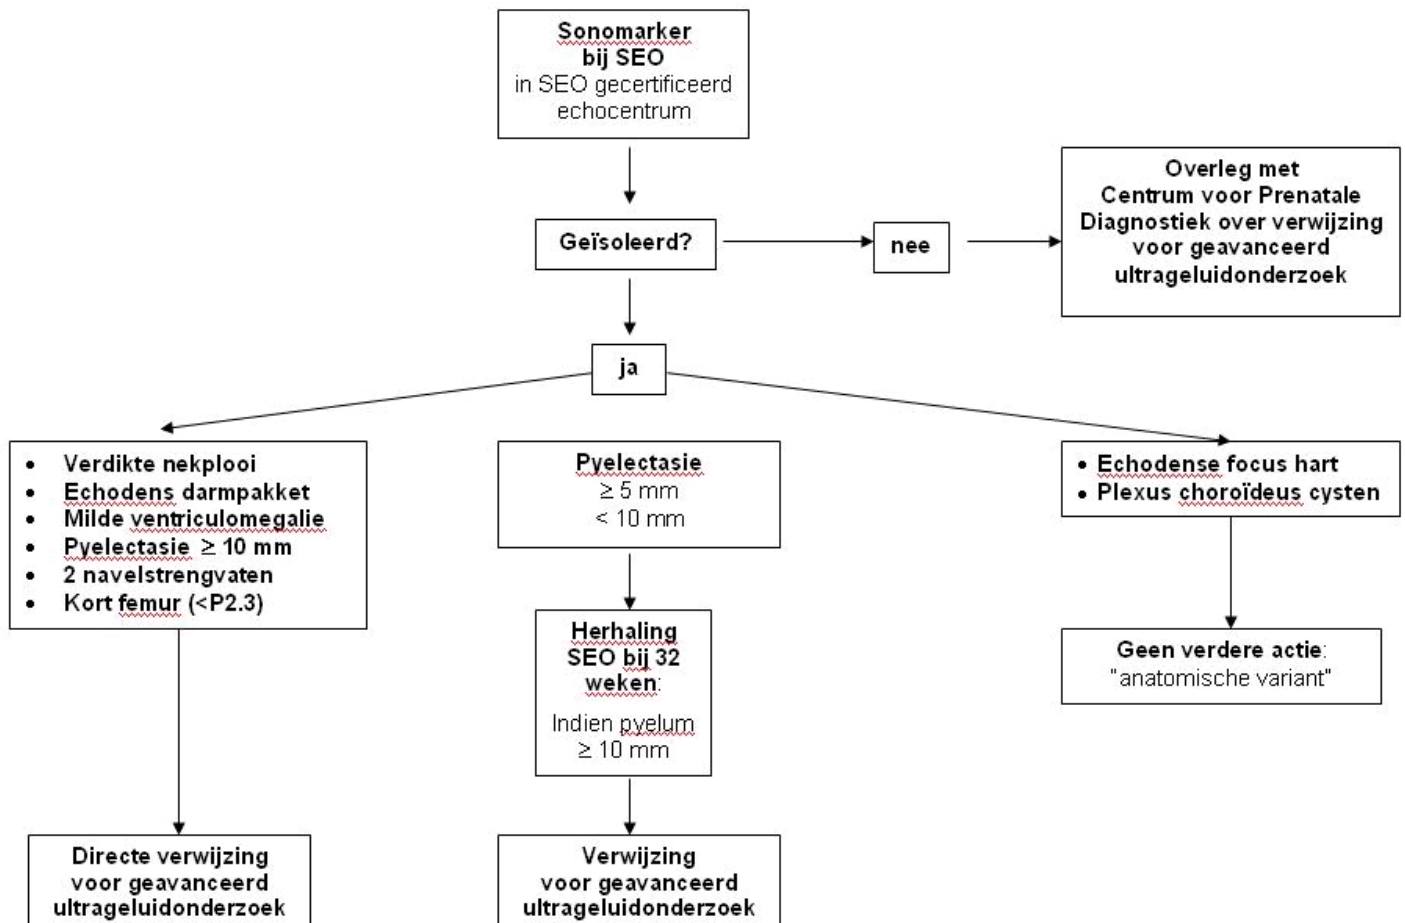 Sonomarker
bij SEO
in SEO gecertificeerd
echocentrum
Geïsoleerd?
nee
Overleg met
Centrum voor Prenatale
Diagnostiek over verwijzing
voor geavanceerd
ultrageluidonderzoek
ja
• Verdikte nekplooi
• Echodens darmpakket
• Milde ventriculomegalie
• Pyelectasie ≥ 10 mm
• 2 navelstrengvaten
• Kort femur (<P2.3)
Pyelectasie
≥ 5 mm
< 10 mm
• Echodense focus hart
• Plexus choroïdeus cysten
Herhaling
SEO bij 32
weken:
Indien pyelum
≥ 10 mm
Geen verdere actie:
"anatomische variant"
Directe verwijzing
voor geavanceerd
ultrageluidonderzoek
Verwijzing
voor geavanceerd
ultrageluidonderzoek